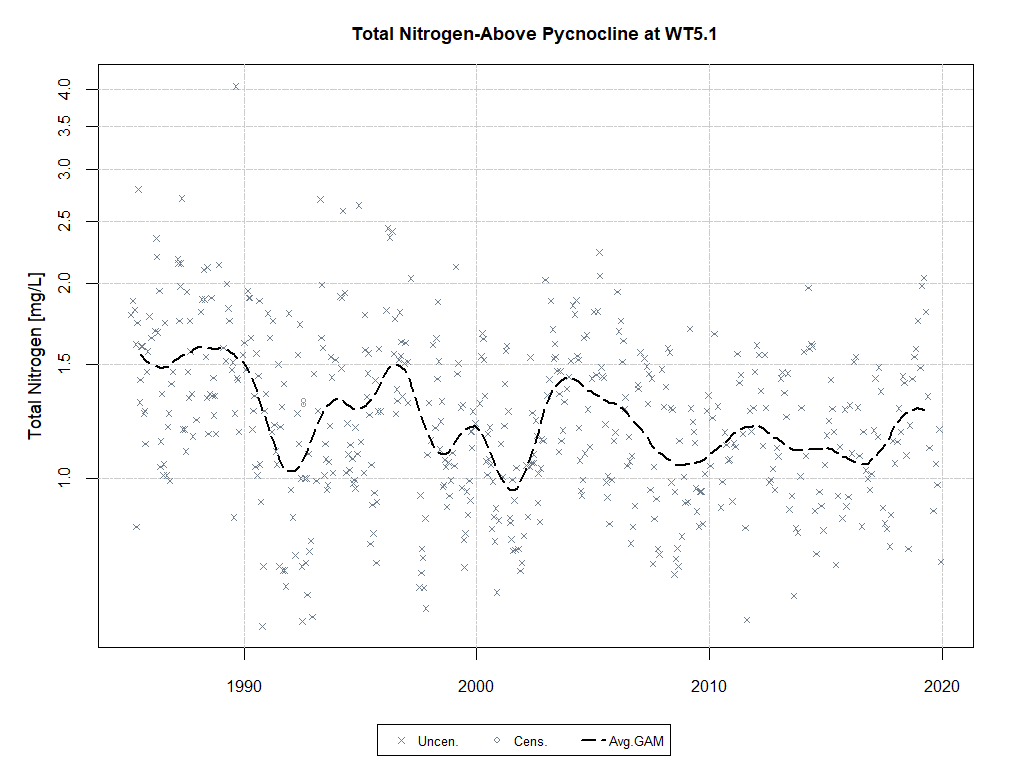 Total Nitrogen-Above Pycnocline at WT5.1
Total Nitrogen [mg/L]
4.0
3.5
3.0
2.5
2.0
1.5
1.0
1990 2000 2010 2020
Uncen. Cens. Avg.GAM